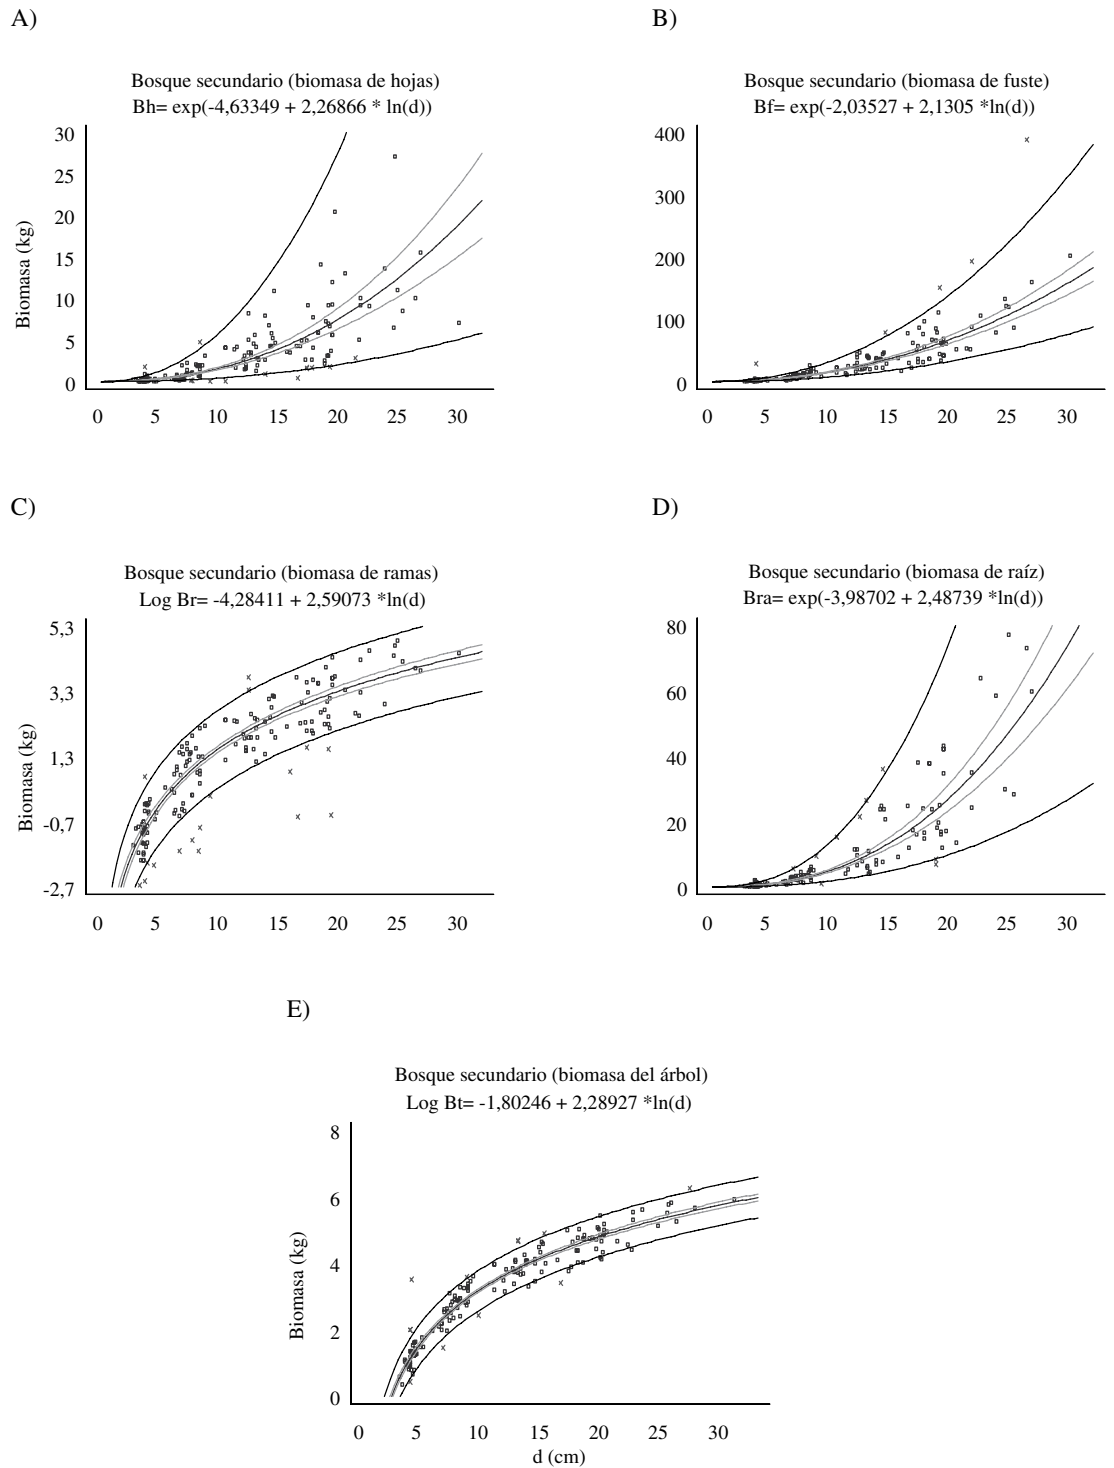 A)
Bosque secundario (biomasa de hojas)
Bh= exp(-4,63349 + 2,26866 * ln(d))
30
25
20
15
10
5
0
Biomasa (kg)
0 5 10 15 20 25 30
B)
Bosque secundario (biomasa de fuste)
Bf= exp(-2,03527 + 2,1305 *ln(d))
400
300
200
100
0
0 5 10 15 20 25 30
C)
Bosque secundario (biomasa de ramas)
Log Br= -4,28411 + 2,59073 *ln(d)
5,3
3,3
1,3
-0,7
-2,7
Biomasa (kg)
0 5 10 15 20 25 30
D)
Bosque secundario (biomasa de raíz)
Bra= exp(-3,98702 + 2,48739 *ln(d))
80
60
40
20
0
0 5 10 15 20 25 30
E)
Bosque secundario (biomasa del árbol)
Log Bt= -1,80246 + 2,28927 *ln(d)
8
6
4
2
0
Biomasa (kg)
0 5 10 15 20 25 30
d (cm)